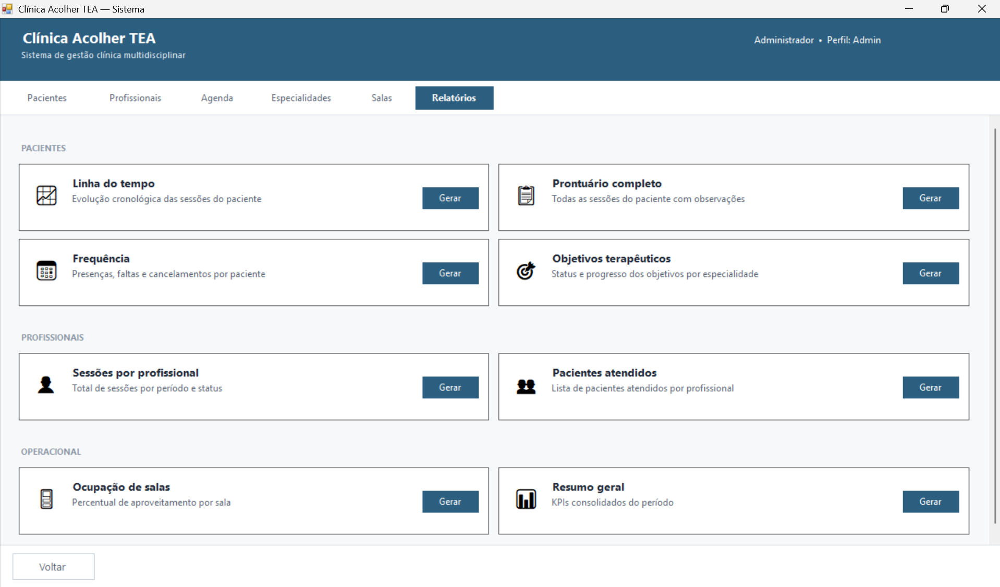 Clínica Acolher TEA — Sistema
Clínica Acolher TEA
Sistema de gestão clínica multidisciplinar
Administrador • Perfil: Admin
Pacientes
Profissionais
Agenda
Especialidades
Salas
Relatórios
PACIENTES
Linha do tempo
Evolução cronológica das sessões do paciente
Gerar
Prontuário completo
Todas as sessões do paciente com observações
Gerar
Frequência
Presenças, faltas e cancelamentos por paciente
Gerar
Objetivos terapêuticos
Status e progresso dos objetivos por especialidade
Gerar
PROFISSIONAIS
Sessões por profissional
Total de sessões por período e status
Gerar
Pacientes atendidos
Lista de pacientes atendidos por profissional
Gerar
OPERACIONAL
Ocupação de salas
Percentual de aproveitamento por sala
Gerar
Resumo geral
KPIs consolidados do período
Gerar
Voltar